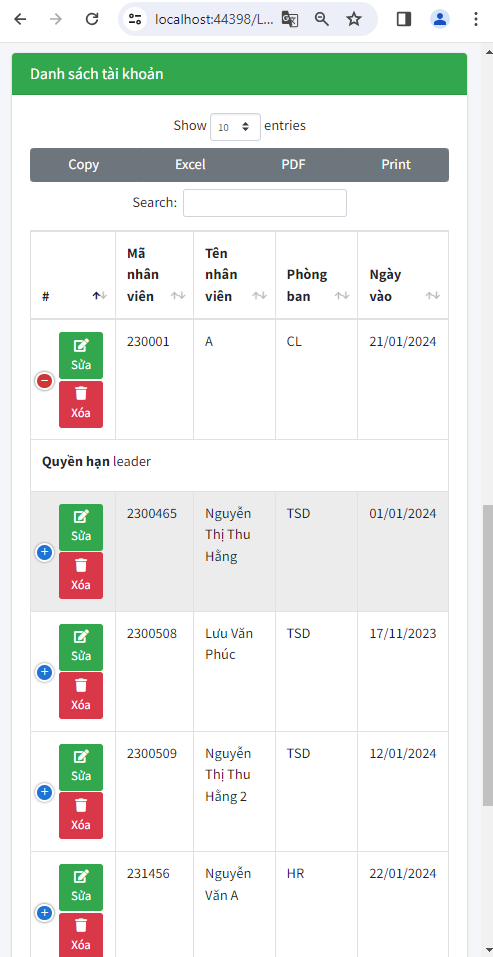 localhost:44398/L...
Danh sách tài khoản
Show 10 entries
Copy Excel PDF Print
Search:
# Mã nhân viên Tên nhân viên Phòng ban Ngày vào
Sửa
Xóa
230001 A CL 21/01/2024
Quyền hạn leader
Sửa
Xóa
2300465 Nguyễn Thị Thu Hằng TSD 01/01/2024
Sửa
Xóa
2300508 Lưu Văn Phúc TSD 17/11/2023
Sửa
Xóa
2300509 Nguyễn Thị Thu Hằng 2 TSD 12/01/2024
Sửa
Xóa
231456 Nguyễn Văn A HR 22/01/2024